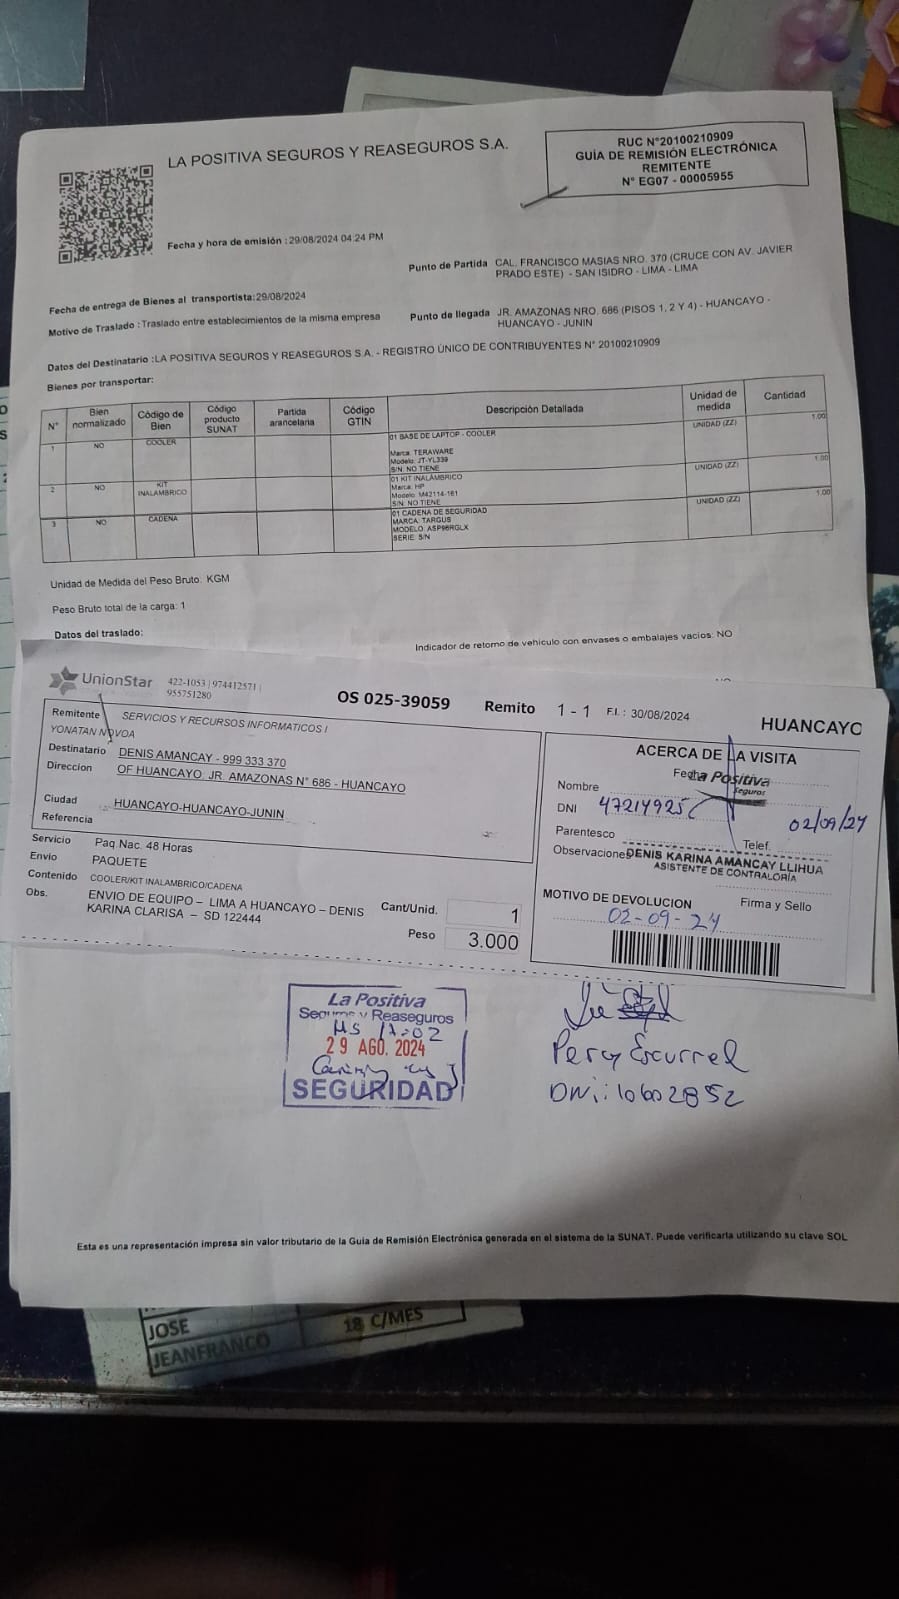 LA POSITIVA SEGUROS Y REASEGUROS S.A.
RUC N°20100210909
GUÍA DE REMISIÓN ELECTRÓNICA
REMITENTE
N° EG07 - 00005955
Fecha y hora de emisión : 29/08/2024 04:24 PM
Punto de Partida CAL. FRANCISCO MASIAS NRO. 370 (CRUCE CON AV. JAVIER
PRADO ESTE) - SAN ISIDRO - LIMA - LIMA
Fecha de entrega de Bienes al transportista:29/08/2024
Motivo de Traslado : Traslado entre establecimientos de la misma empresa
Punto de llegada JR. AMAZONAS NRO. 686 (PISOS 1, 2 Y 4) - HUANCAYO -
HUANCAYO - JUNIN
Datos del Destinatario :LA POSITIVA SEGUROS Y REASEGUROS S.A. - REGISTRO ÚNICO DE CONTRIBUYENTES N° 20100210909
Bienes por transportar:
N° Bien normalizado Código de Bien Código producto SUNAT Partida arancelaria Código GTIN Descripción Detallada Unidad de medida Cantidad
1 NO COOLER 01 BASE DE LAPTOP - COOLER UNIDAD (ZZ) 1.00
Marca: TERAWARE
Modelo: JT-YL339
S/N: NO TIENE
2 NO KIT INALAMBRICO 01 KIT INALAMBRICO UNIDAD (ZZ) 1.00
Marca: HP
Modelo: M42114-161
S/N: NO TIENE
3 NO CADENA 01 CADENA DE SEGURIDAD UNIDAD (ZZ) 1.00
MARCA: TARGUS
MODELO: ASP96RGLX
SERIE: S/N
Unidad de Medida del Peso Bruto: KGM
Peso Bruto total de la carga: 1
Datos del traslado:
Indicador de retorno de vehículo con envases o embalajes vacíos: NO
UnionStar 422-1053 | 974412571 |
955751280
OS 025-39059 Remito 1 - 1 F.I. : 30/08/2024 HUANCAYO
Remitente SERVICIOS Y RECURSOS INFORMATICOS I
YONATAN NOVOA
Destinatario DENIS AMANCAY - 999 333 370
Direccion OF HUANCAYO: JR. AMAZONAS N° 686 - HUANCAYO
Ciudad HUANCAYO-HUANCAYO-JUNIN
Referencia
Servicio Paq.Nac. 48 Horas
Envio PAQUETE
Contenido COOLER/KIT INALAMBRICO/CADENA
Obs. ENVIO DE EQUIPO – LIMA A HUANCAYO – DENIS
KARINA CLARISA – SD 122444
Cant/Unid. 1
Peso 3.000
ACERCA DE LA VISITA
Fecha Positiva
Seguros
Nombre
DNI 47214925 02/09/24
Parentesco Telef.
Observaciones DENIS KARINA AMANCAY LLIHUA
ASISTENTE DE CONTRALORÍA
MOTIVO DE DEVOLUCION Firma y Sello
02-09-24
La Positiva
Seguros y Reaseguros
29 AGO. 2024
SEGURIDAD
Percy Escurrel
DNi: 10602852
Esta es una representación impresa sin valor tributario de la Guía de Remisión Electrónica generada en el sistema de la SUNAT. Puede verificarla utilizando su clave SOL
JOSE 18 C/MES
JEANFRANCO